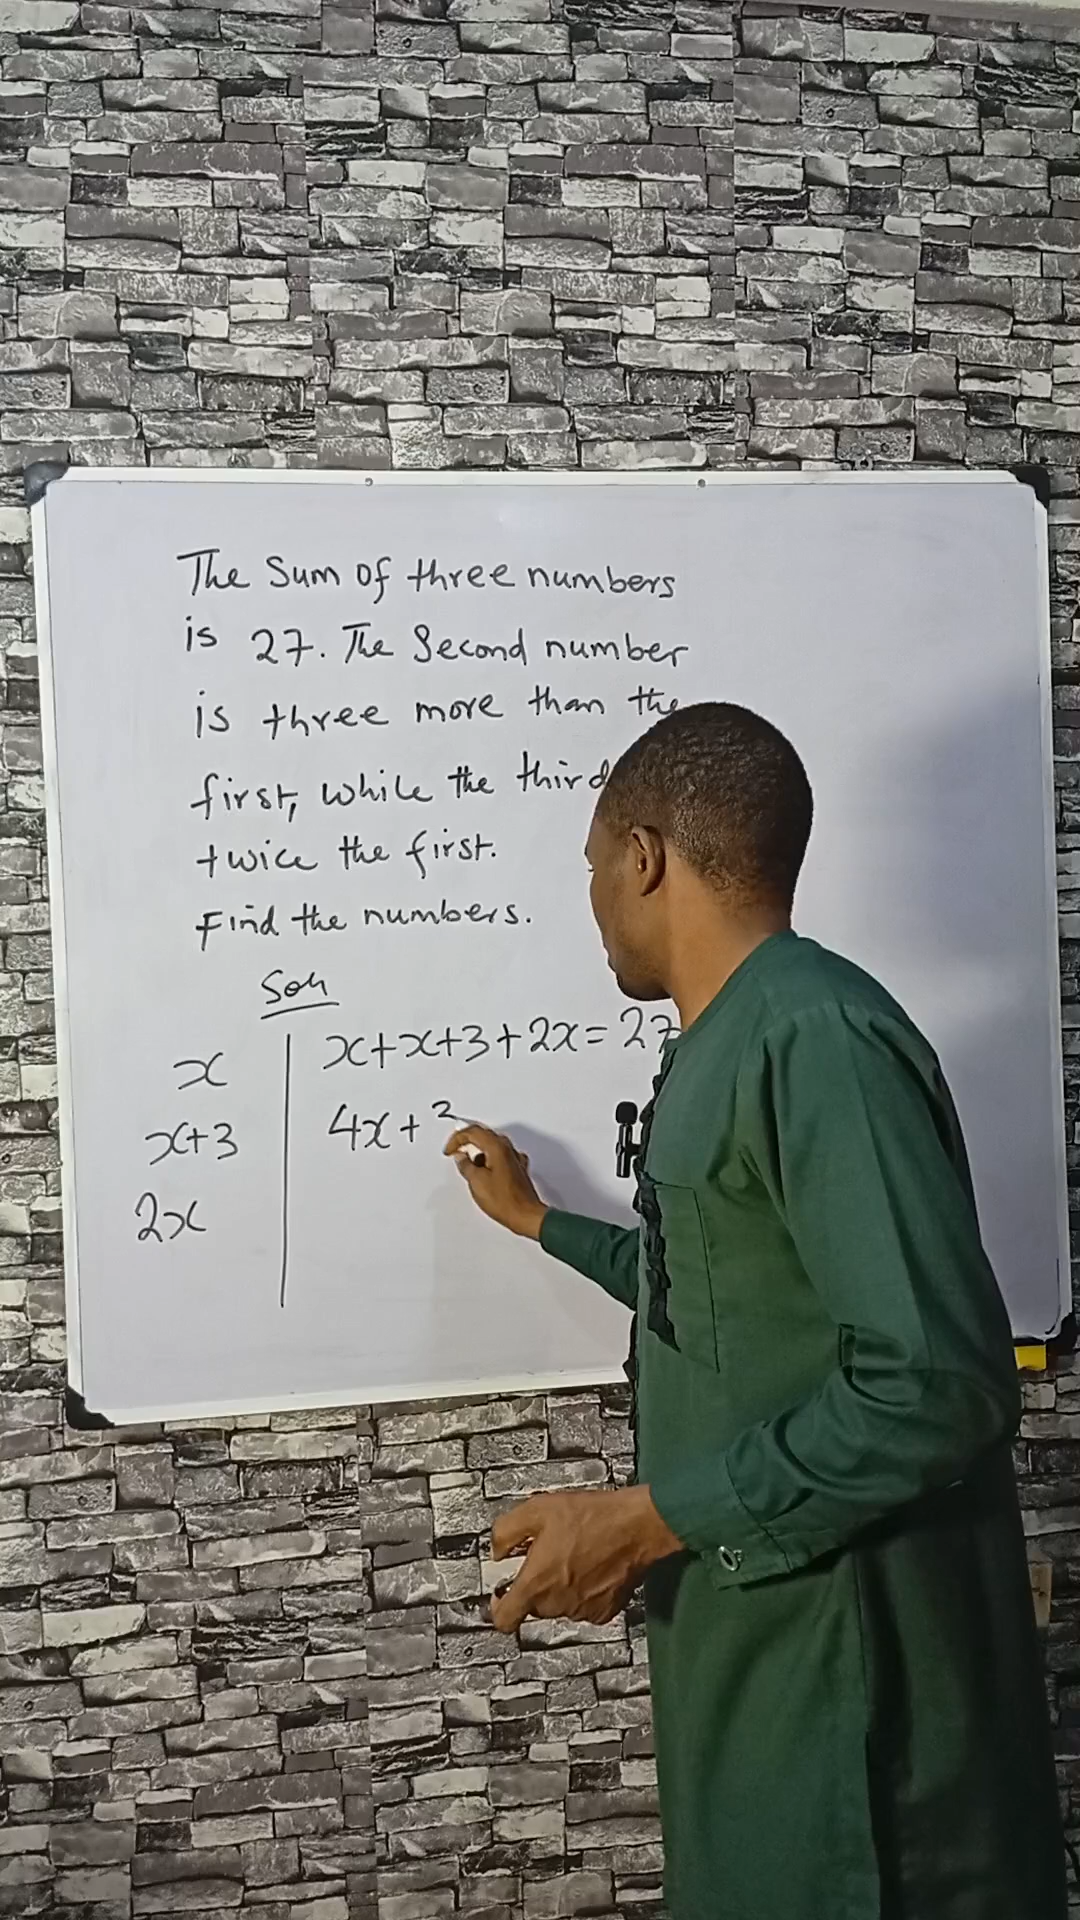 The Sum of three numbers
is 27. The Second number
is three more than the
first, while the third
twice the first.
Find the numbers.
Soln
x
x+3
2x
x+x+3+2x=27
4x+3